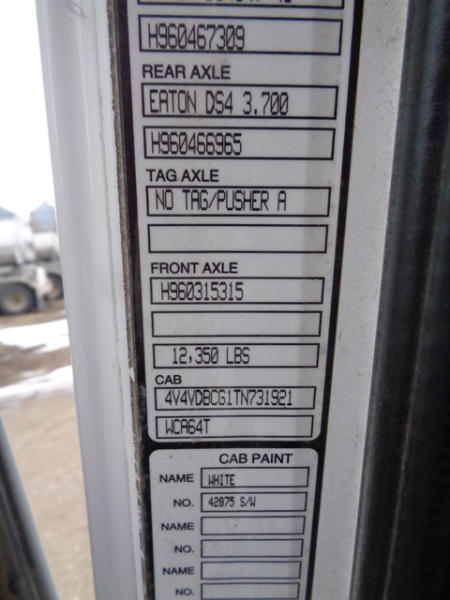 H960467309
REAR AXLE
EATON DS4 3.700
H960466965
TAG AXLE
NO TAG/PUSHER A
FRONT AXLE
H960315315
12,350 LBS
CAB
4V4VDBCG1TN731921
WCA64T
CAB PAINT
NAME WHITE
NO. 42875 S/W
NAME
NO.
NAME
NO.